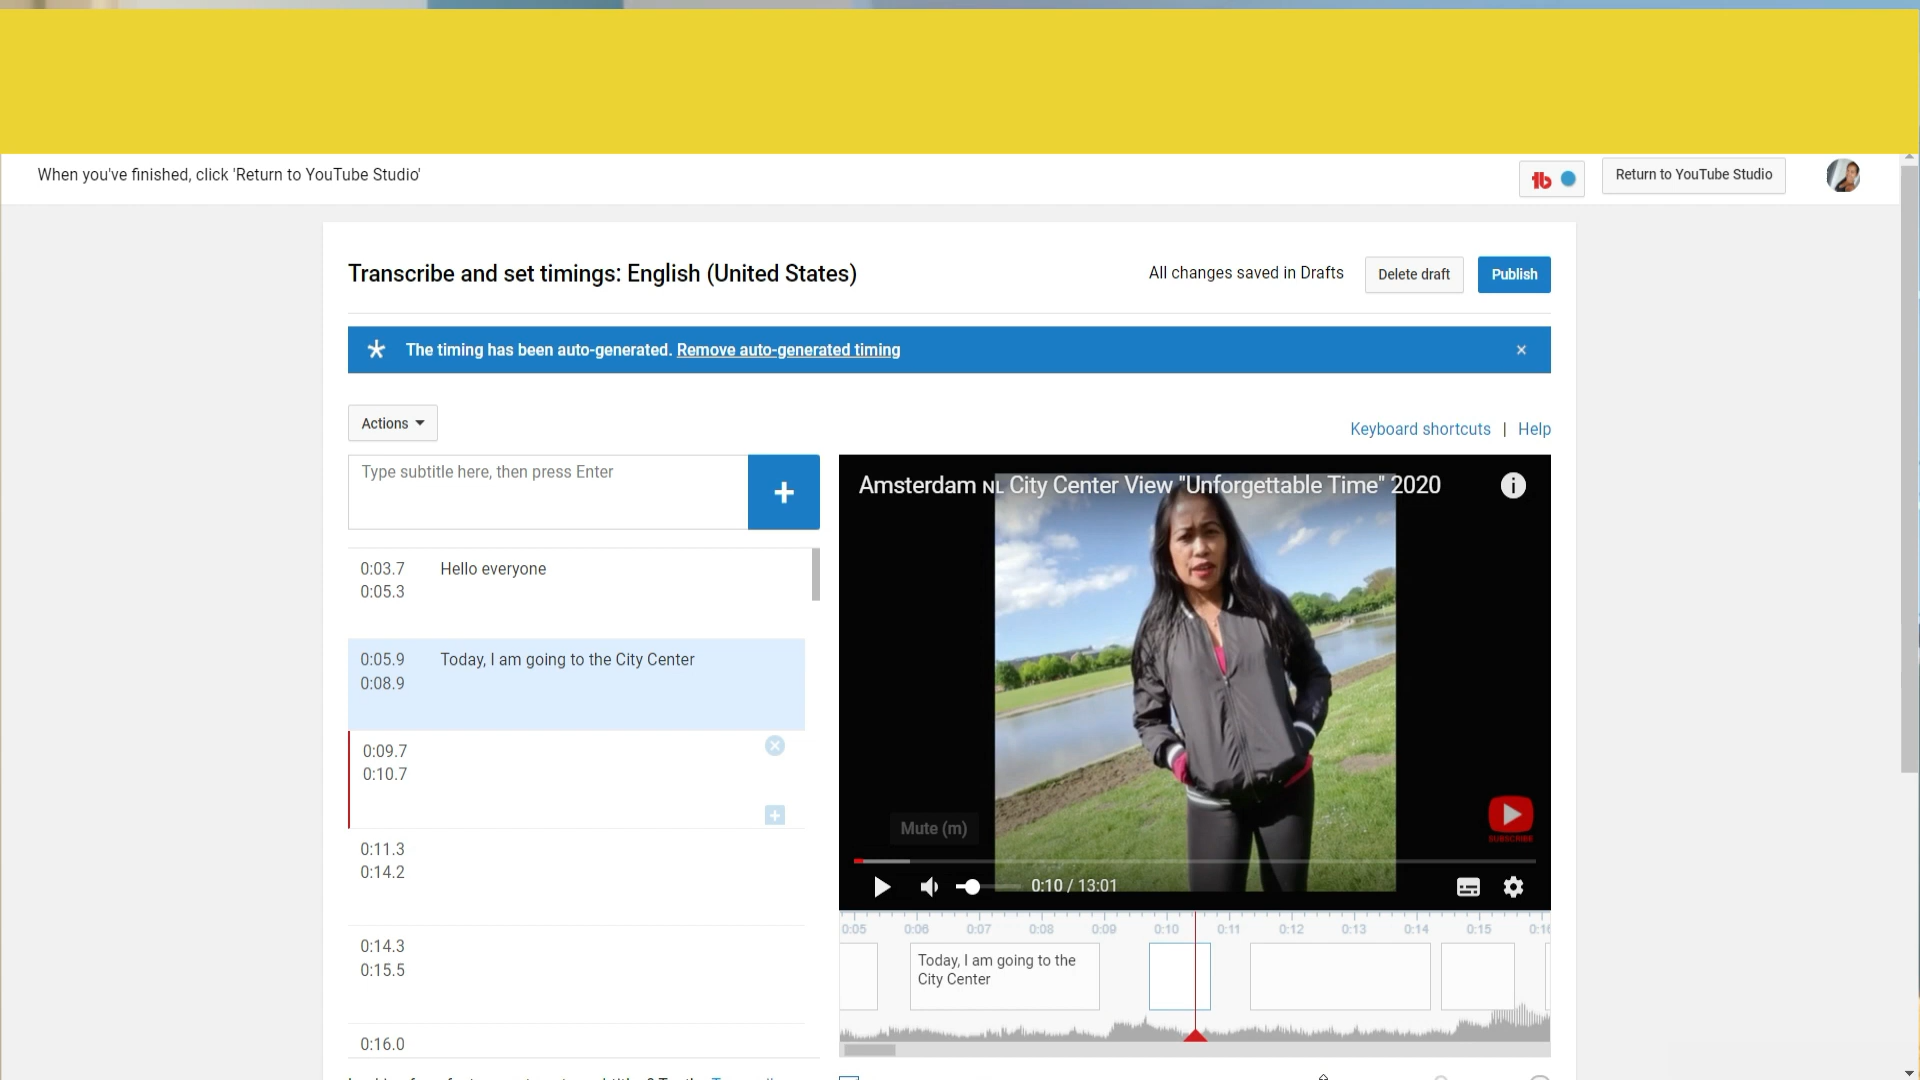 When you've finished, click 'Return to YouTube Studio'
Return to YouTube Studio
Transcribe and set timings: English (United States)
All changes saved in Drafts
Delete draft
Publish
The timing has been auto-generated. Remove auto-generated timing
Actions
Keyboard shortcuts | Help
Type subtitle here, then press Enter
+
0:03.7 Hello everyone
0:05.3
0:05.9 Today, I am going to the City Center
0:08.9
0:09.7
0:10.7
0:11.3
0:14.2
0:14.3
0:15.5
0:16.0
Amsterdam NL City Center View "Unforgettable Time" 2020
SUBSCRIBE
Mute (m)
0:10 / 13:01
0:05 0:06 0:07 0:08 0:09 0:10 0:11 0:12 0:13 0:14 0:15
Today, I am going to the
City Center